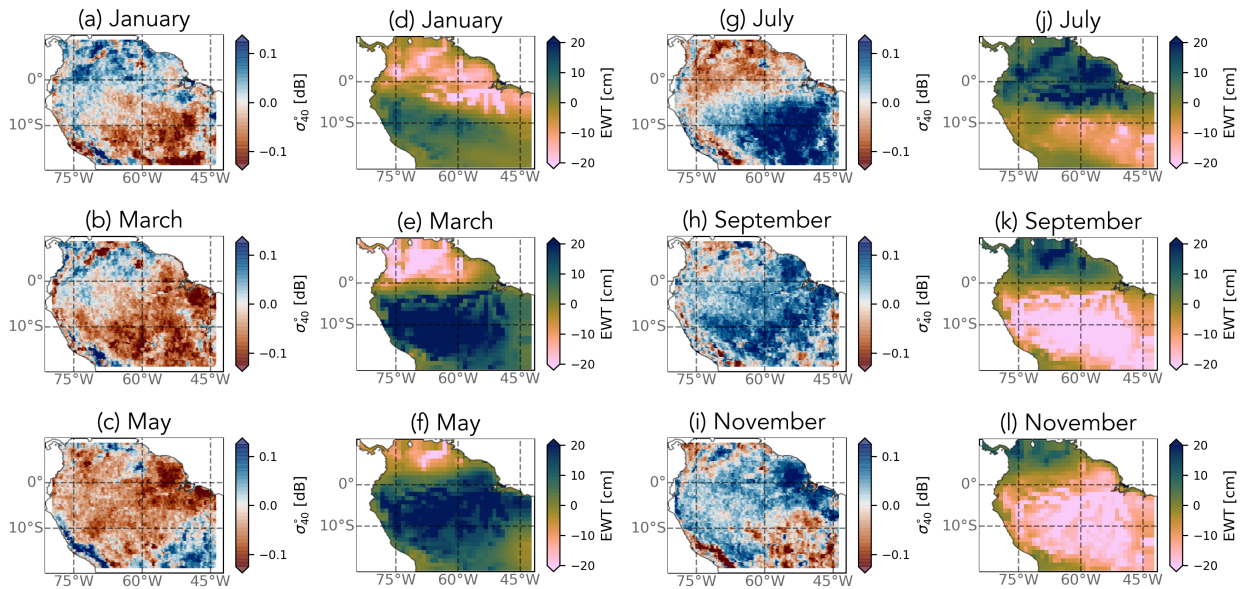 (a) January
0°
10°S
75°W 60°W 45°W
0.1
0.0
−0.1
σ°40 [dB]
(d) January
0°
10°S
75°W 60°W 45°W
20
10
0
−10
−20
EWT [cm]
(g) July
0°
10°S
75°W 60°W 45°W
0.1
0.0
−0.1
σ°40 [dB]
(j) July
0°
10°S
75°W 60°W 45°W
20
10
0
−10
−20
EWT [cm]
(b) March
0°
10°S
75°W 60°W 45°W
0.1
0.0
−0.1
σ°40 [dB]
(e) March
0°
10°S
75°W 60°W 45°W
20
10
0
−10
−20
EWT [cm]
(h) September
0°
10°S
75°W 60°W 45°W
0.1
0.0
−0.1
σ°40 [dB]
(k) September
0°
10°S
75°W 60°W 45°W
20
10
0
−10
−20
EWT [cm]
(c) May
0°
10°S
75°W 60°W 45°W
0.1
0.0
−0.1
σ°40 [dB]
(f) May
0°
10°S
75°W 60°W 45°W
20
10
0
−10
−20
EWT [cm]
(i) November
0°
10°S
75°W 60°W 45°W
0.1
0.0
−0.1
σ°40 [dB]
(l) November
0°
10°S
75°W 60°W 45°W
20
10
0
−10
−20
EWT [cm]